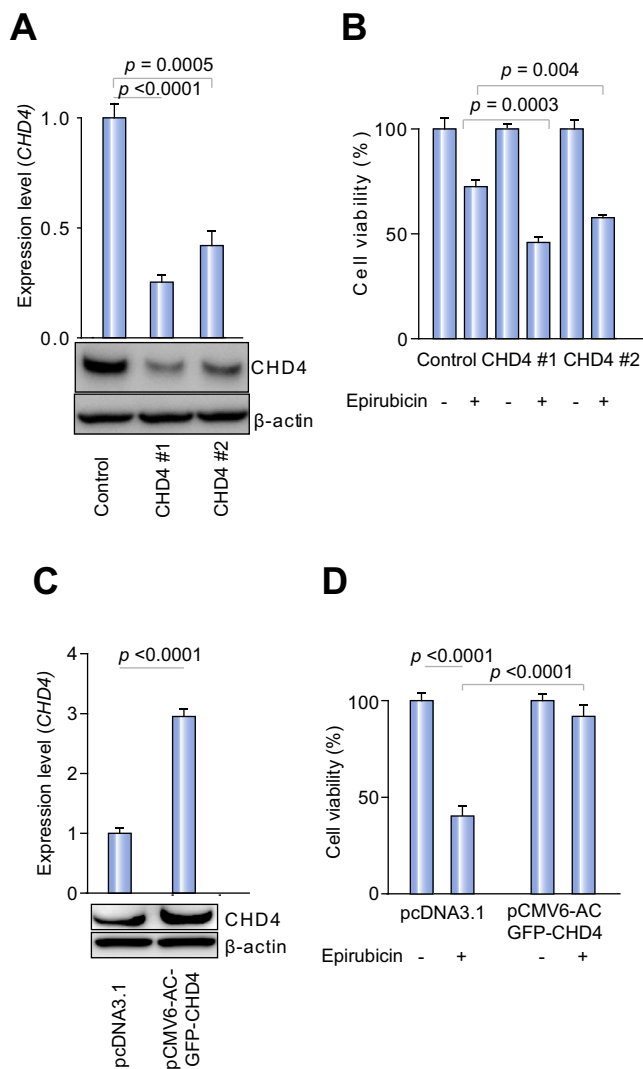 A
p = 0.0005
p <0.0001
Expression level (CHD4)
1.0
0.5
0.0
CHD4
β-actin
Control
CHD4 #1
CHD4 #2
B
p = 0.004
p = 0.0003
Cell viability (%)
100
50
0
Control CHD4 #1 CHD4 #2
Epirubicin - + - + - +
C
p <0.0001
Expression level (CHD4)
4
3
2
1
0
CHD4
β-actin
pcDNA3.1
pCMV6-AC-
GFP-CHD4
D
p <0.0001
p <0.0001
Cell viability (%)
100
50
0
pcDNA3.1 pCMV6-AC
GFP-CHD4
Epirubicin - + - +